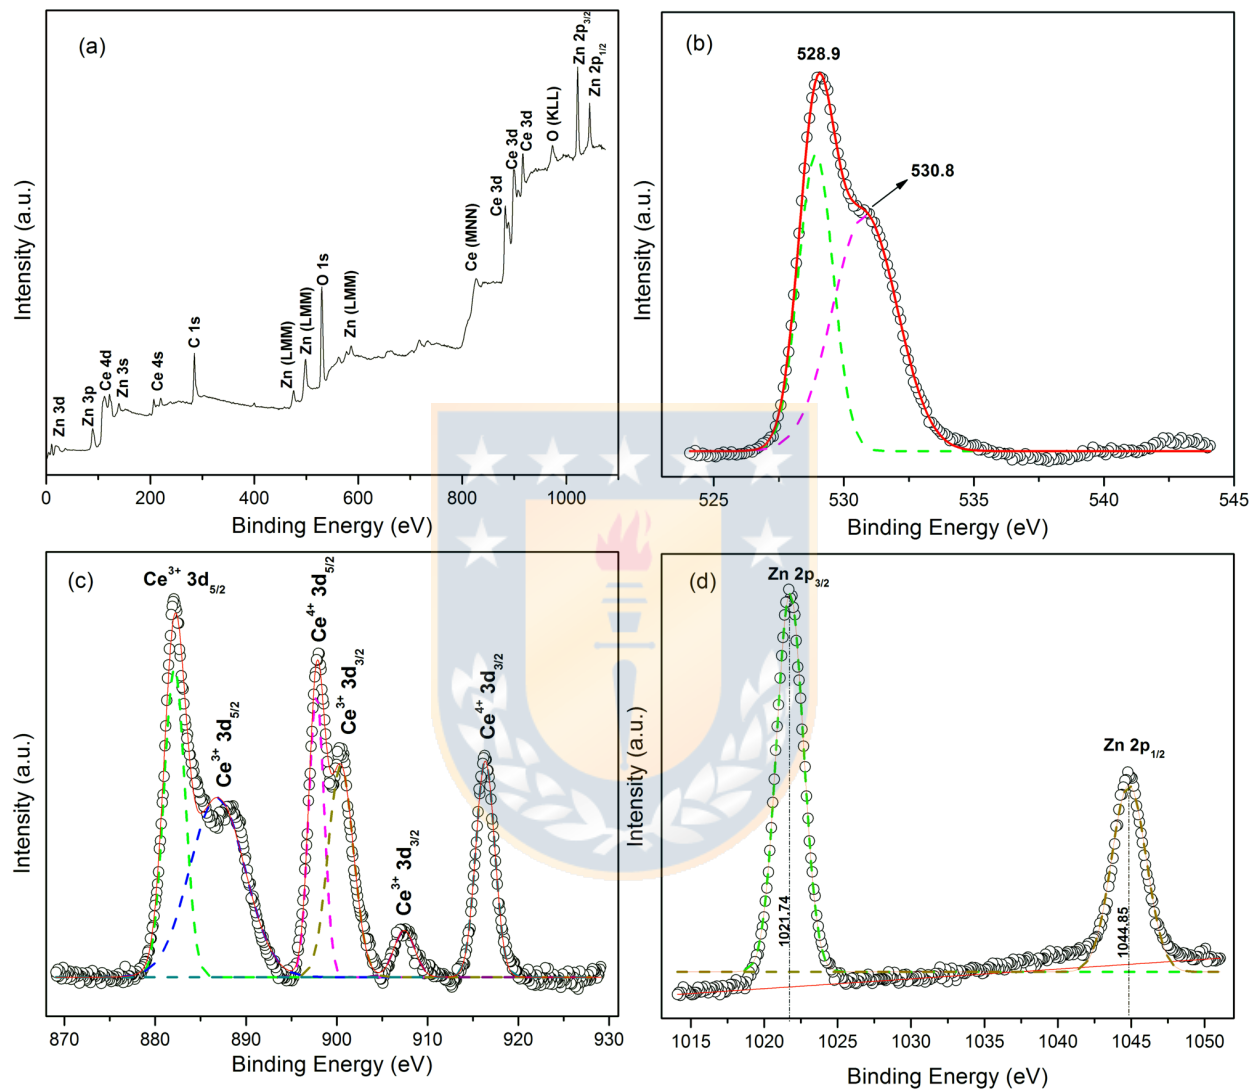 (a)
Intensity (a.u.)
Zn 3d
Zn 3p
Ce 4d
Zn 3s
Ce 4s
C 1s
Zn (LMM)
Zn (LMM)
O 1s
Zn (LMM)
Ce (MNN)
Ce 3d
Ce 3d
Ce 3d
O (KLL)
Zn 2p3/2
Zn 2p1/2
0 200 400 600 800 1000
Binding Energy (eV)
(b)
Intensity (a.u.)
528.9
530.8
525 530 535 540 545
Binding Energy (eV)
(c)
Intensity (a.u.)
Ce3+ 3d5/2
Ce3+ 3d5/2
Ce4+ 3d5/2
Ce3+ 3d3/2
Ce3+ 3d3/2
Ce4+ 3d3/2
870 880 890 900 910 920 930
Binding Energy (eV)
(d)
Intensity (a.u.)
Zn 2p3/2
1021.74
Zn 2p1/2
1044.85
1015 1020 1025 1030 1035 1040 1045 1050
Binding Energy (eV)